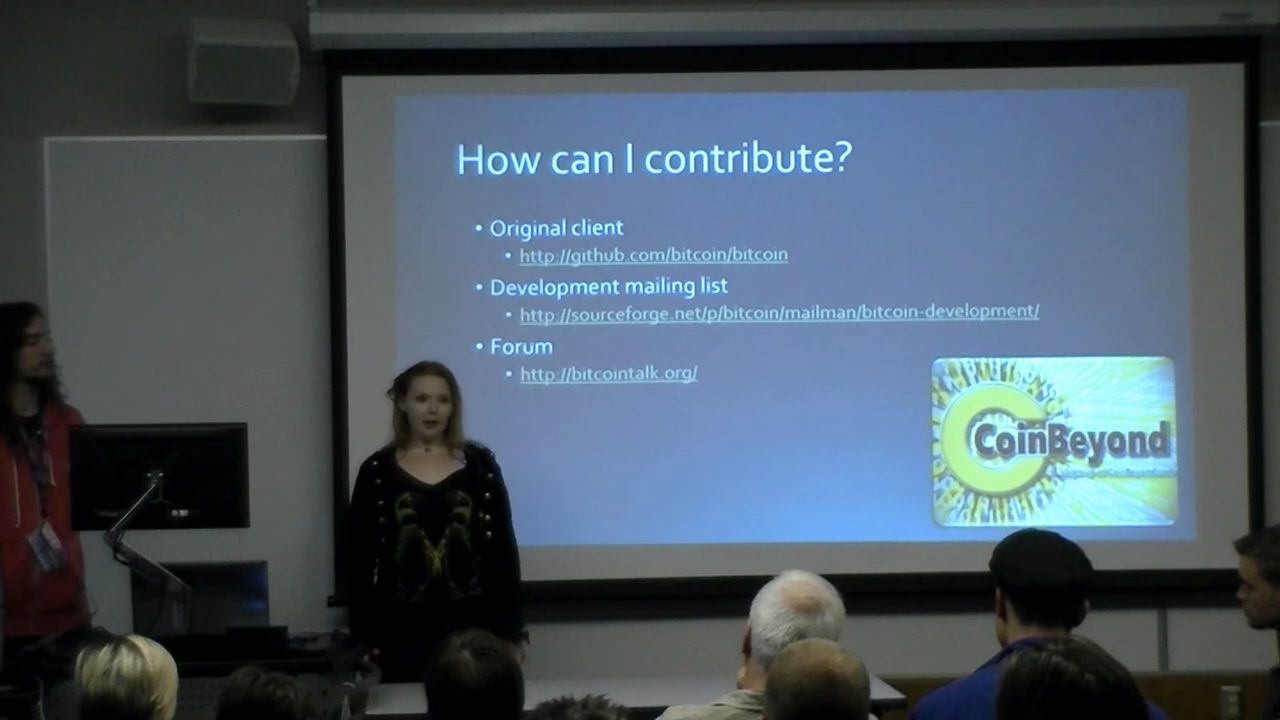 How can I contribute?
• Original client
• http://github.com/bitcoin/bitcoin
• Development mailing list
• http://sourceforge.net/p/bitcoin/mailman/bitcoin-development/
• Forum
• http://bitcointalk.org/
CoinBeyond